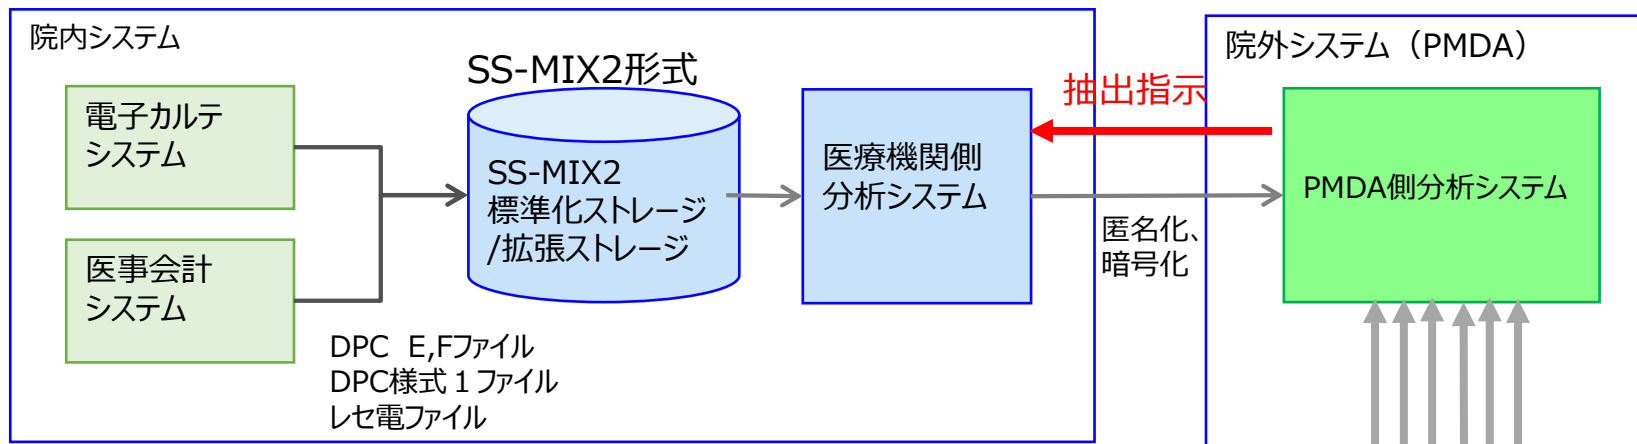 院内システム
電子カルテ
システム
医事会計
システム
SS-MIX2形式
SS-MIX2
標準化ストレージ
/拡張ストレージ
DPC　E,Fファイル
DPC様式１ファイル
レセ電ファイル
医療機関側
分析システム
抽出指示
匿名化、
暗号化
院外システム（PMDA）
PMDA側分析システム